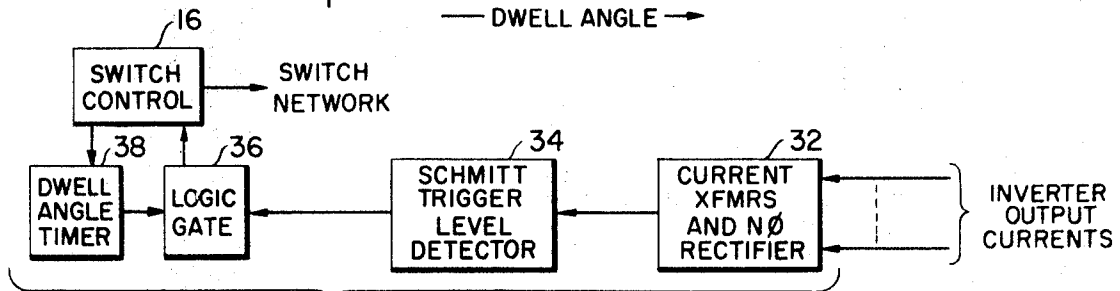 DWELL ANGLE
16
SWITCH
CONTROL
SWITCH
NETWORK
38
DWELL
ANGLE
TIMER
36
LOGIC
GATE
34
SCHMITT
TRIGGER
LEVEL
DETECTOR
32
CURRENT
XFMRS
AND NØ
RECTIFIER
INVERTER
OUTPUT
CURRENTS